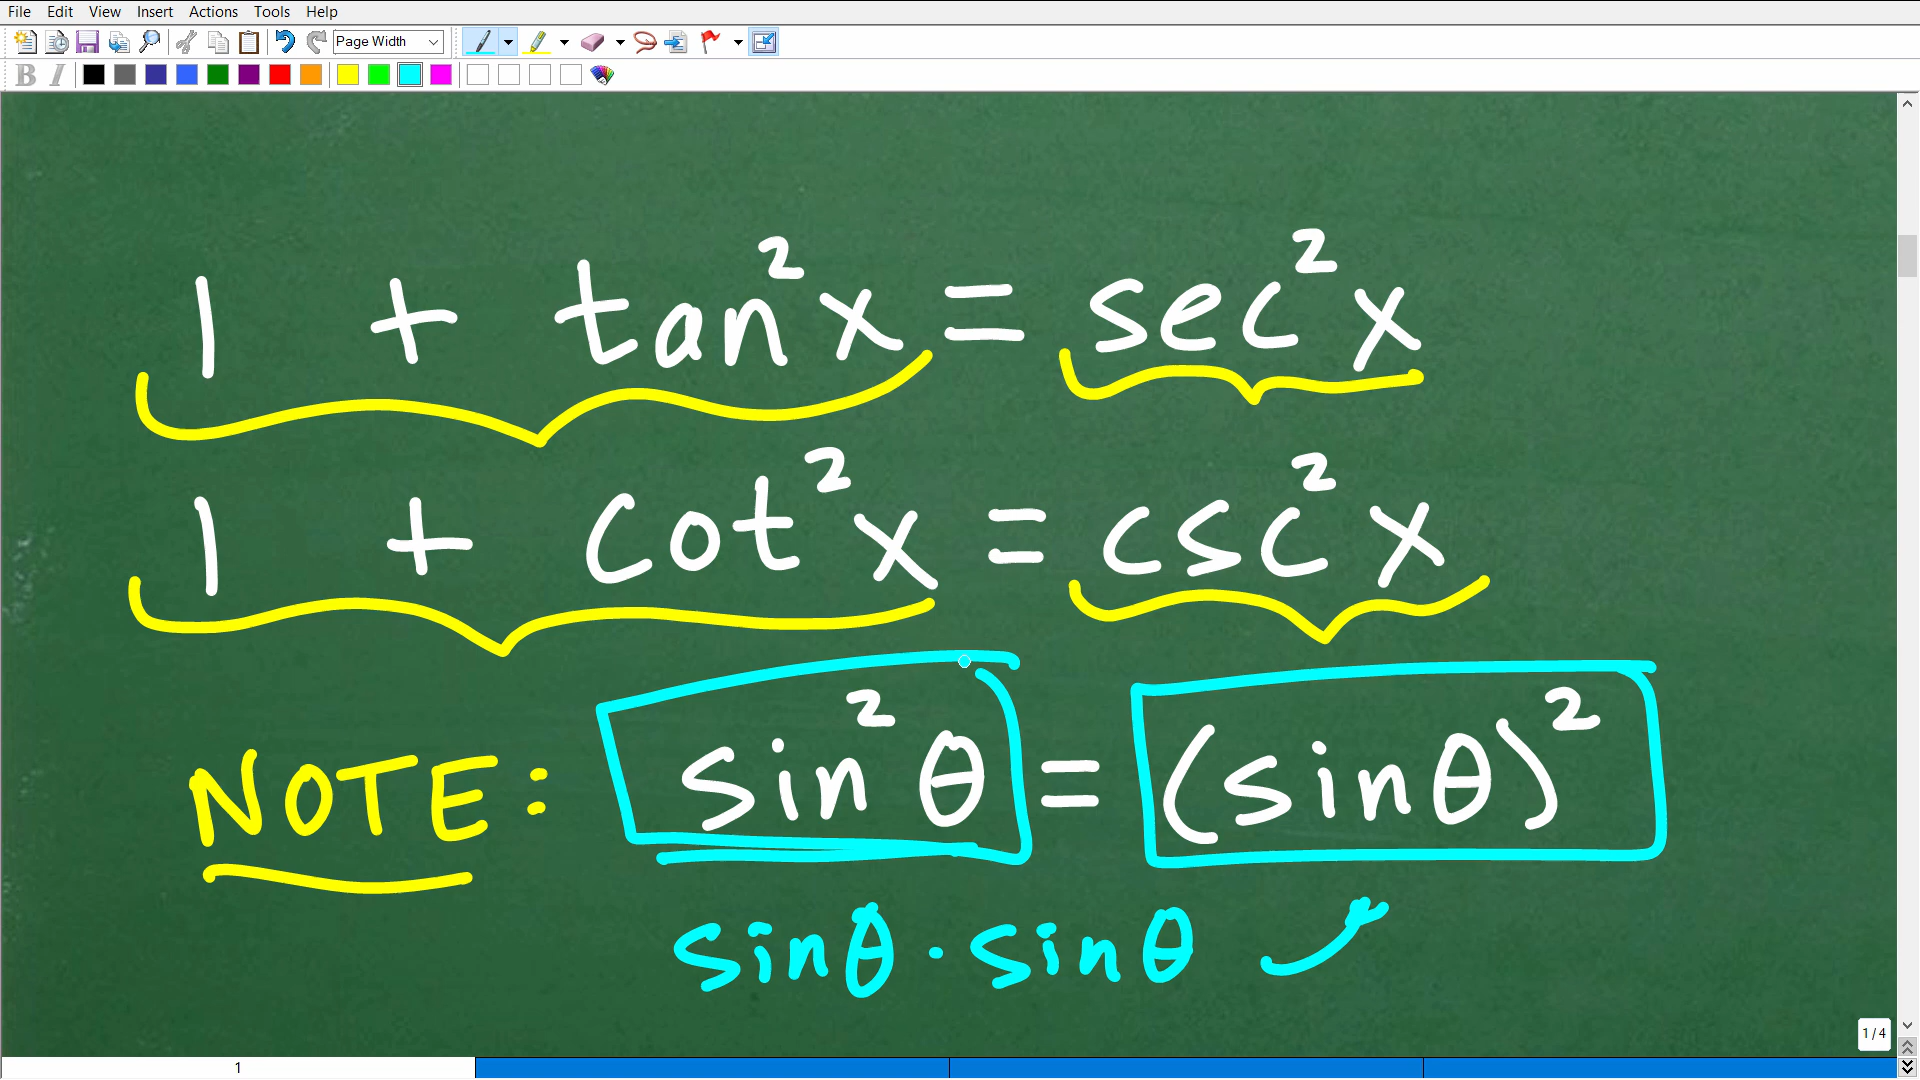 File Edit View Insert Actions Tools Help
Page Width
B I
1 + tan²x = sec²x
1 + cot²x = csc²x
NOTE: sin²θ = (sinθ)²
sinθ · sinθ
1 / 4
1